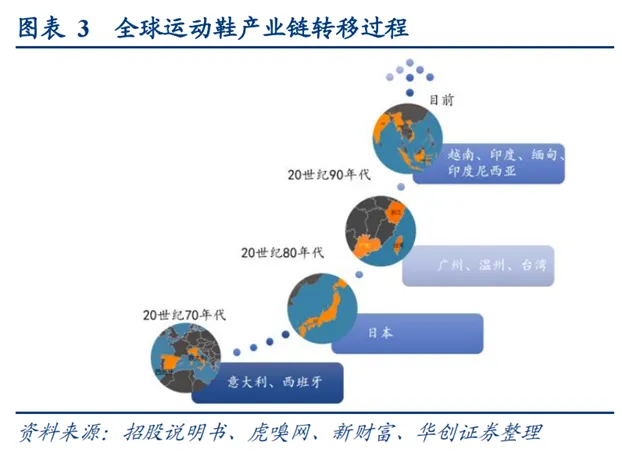 图表 3 全球运动鞋产业链转移过程
目前
越南、印度、缅甸、
印度尼西亚
20世纪90年代
广州、温州、台湾
20世纪80年代
日本
20世纪70年代
意大利、西班牙
资料来源：招股说明书、虎嗅网、新财富、华创证券整理